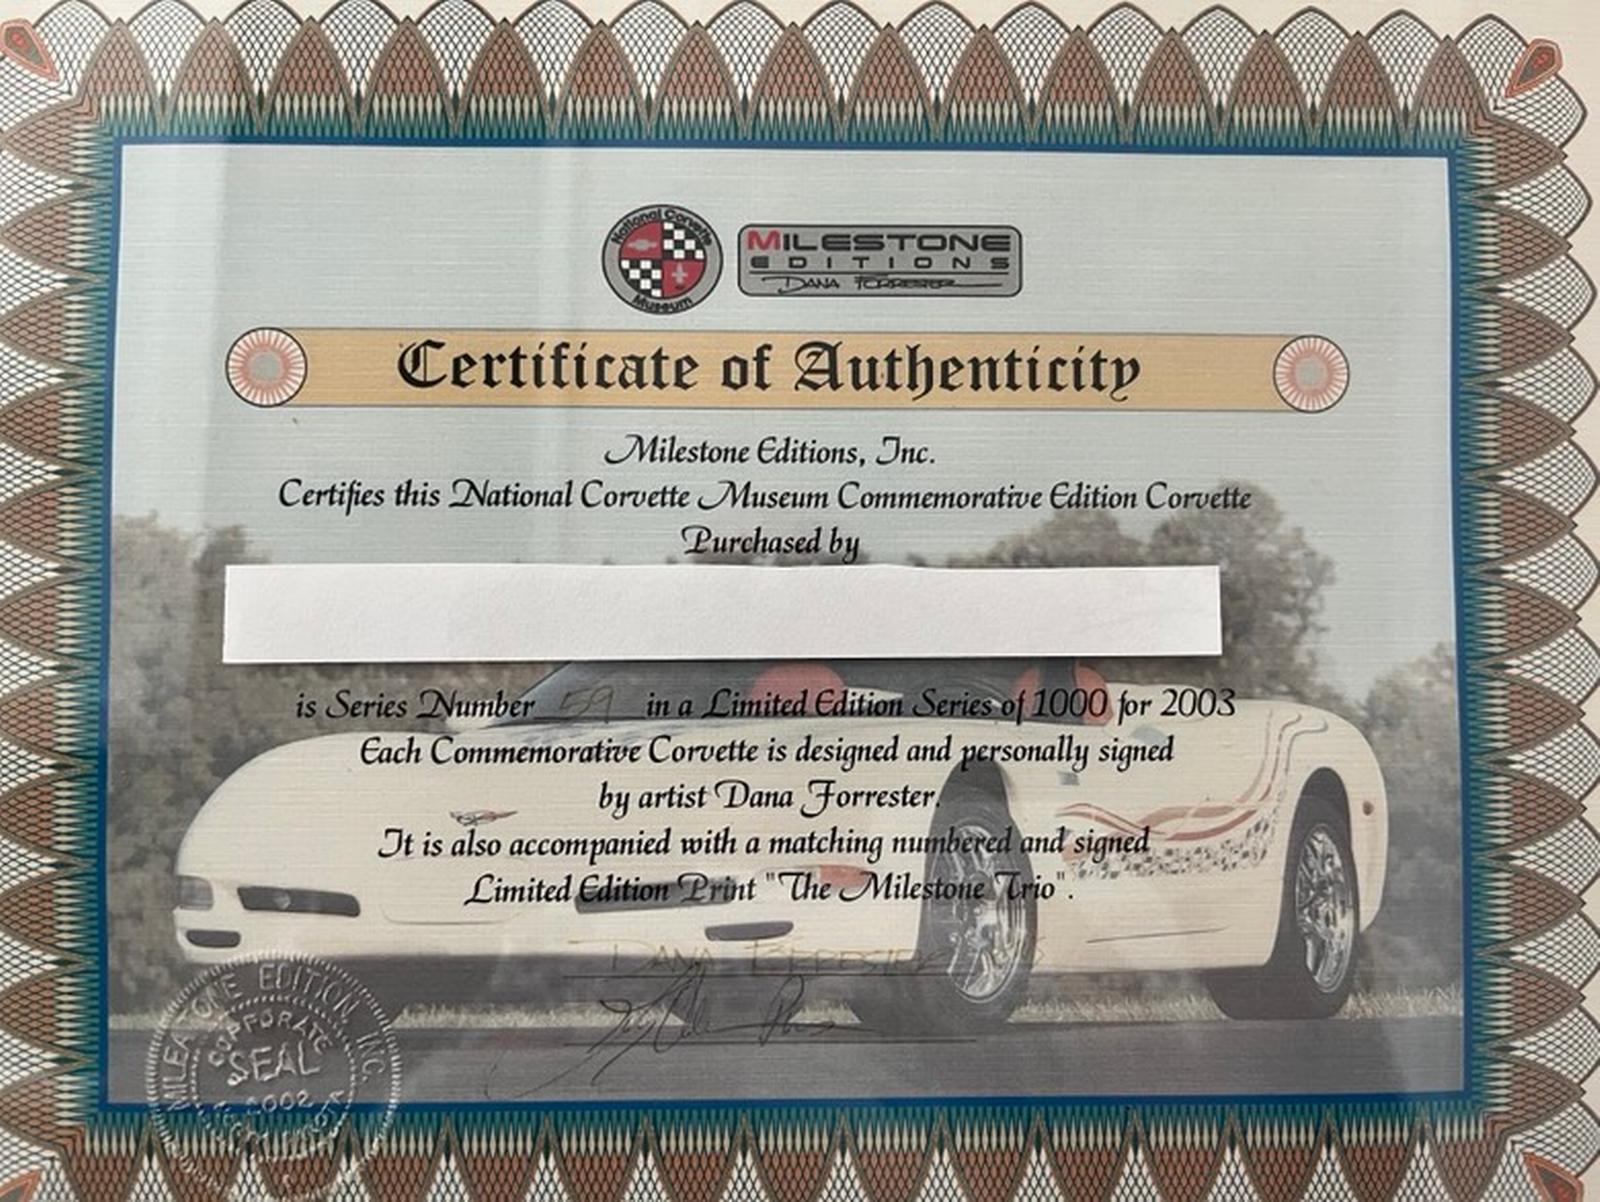 National Corvette Museum
MILESTONE
EDITIONS
DANA FORRESTER
Certificate of Authenticity
Milestone Editions, Inc.
Certifies this National Corvette Museum Commemorative Edition Corvette
Purchased by
is Series Number 59 in a Limited Edition Series of 1000 for 2003
Each Commemorative Corvette is designed and personally signed
by artist Dana Forrester.
It is also accompanied with a matching numbered and signed
Limited Edition Print "The Milestone Trio".
DANA FORRESTER
MILESTONE EDITION INC.
CORPORATE
SEAL
2002